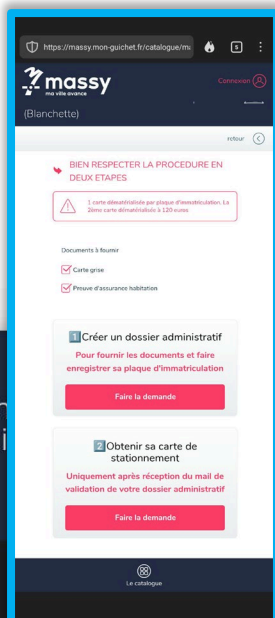 https://massy.mon-guichet.fr/catalogue/m
5
massy
ma ville avance
Connexion
(Blanchette)
retour
BIEN RESPECTER LA PROCEDURE EN
DEUX ETAPES
1 carte dématérialisée par plaque d'immatriculation. La
2ème carte dématérialisée à 120 euros
Documents à fournir
Carte grise
Preuve d'assurance habitation
1 Créer un dossier administratif
Pour fournir les documents et faire
enregistrer sa plaque d'immatriculation
Faire la demande
2 Obtenir sa carte de
stationnement
Uniquement après réception du mail de
validation de votre dossier administratif
Faire la demande
Le catalogue